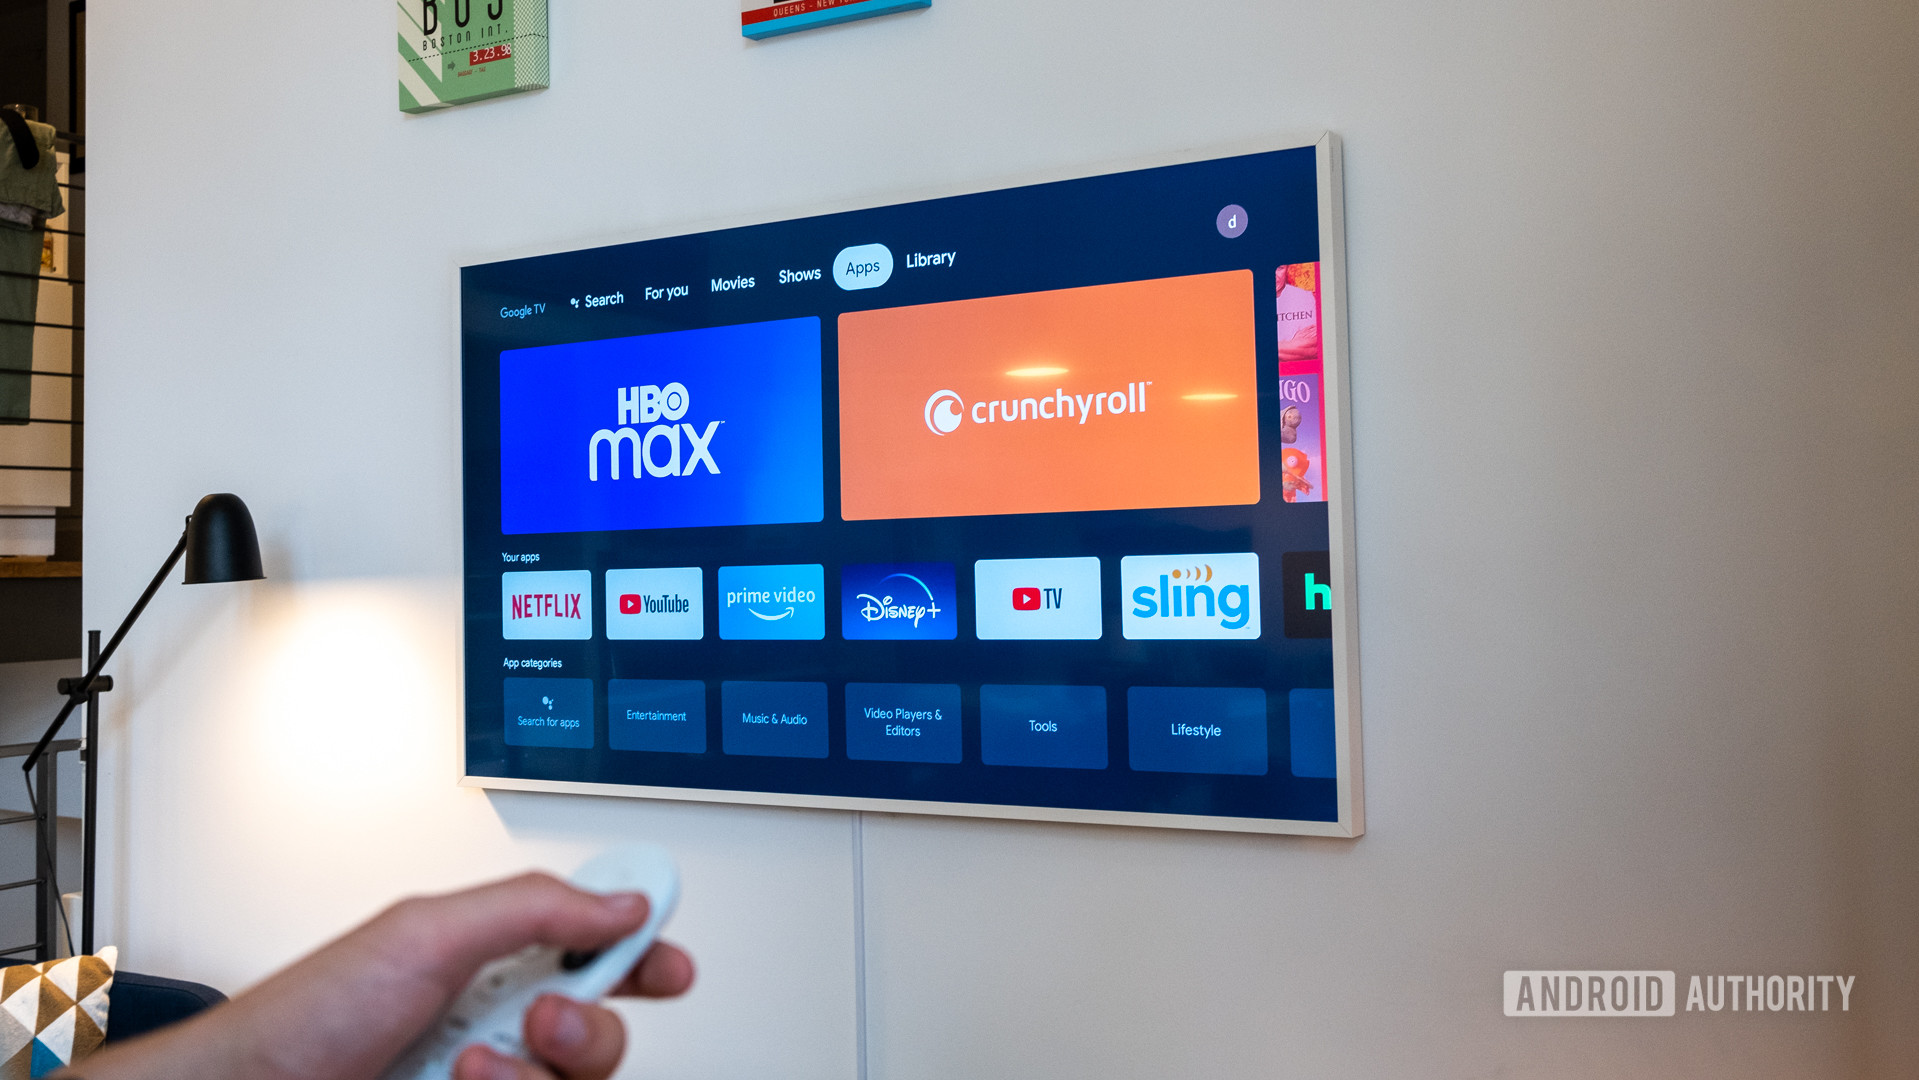 BOS
BOSTON INT.
3.23.98
QUEENS - NEW
Google TV
Search
For you
Movies
Shows
Apps
Library
d
HBO
max
crunchyroll
Your apps
NETFLIX
YouTube
prime video
Disney+
TV
sling
h
App categories
Search for apps
Entertainment
Music & Audio
Video Players &
Editors
Tools
Lifestyle
ANDROID AUTHORITY